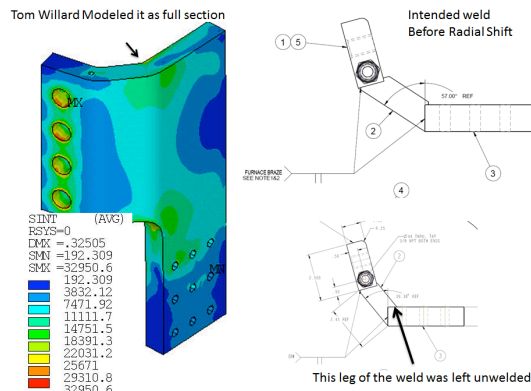 Tom Willard Modeled it as full section
Intended weld
Before Radial Shift
MX
MN
SINT (AVG)
RSYS=0
DMX =.32505
SMN =192.309
SMX =32950.6
192.309
3832.12
7471.92
11111.7
14751.5
18391.3
22031.2
25671
29310.8
32950.6
1 5
57.00° REF
2
3
FURNACE BRAZE
SEE NOTE1&2
4
2
3
This leg of the weld was left unwelded